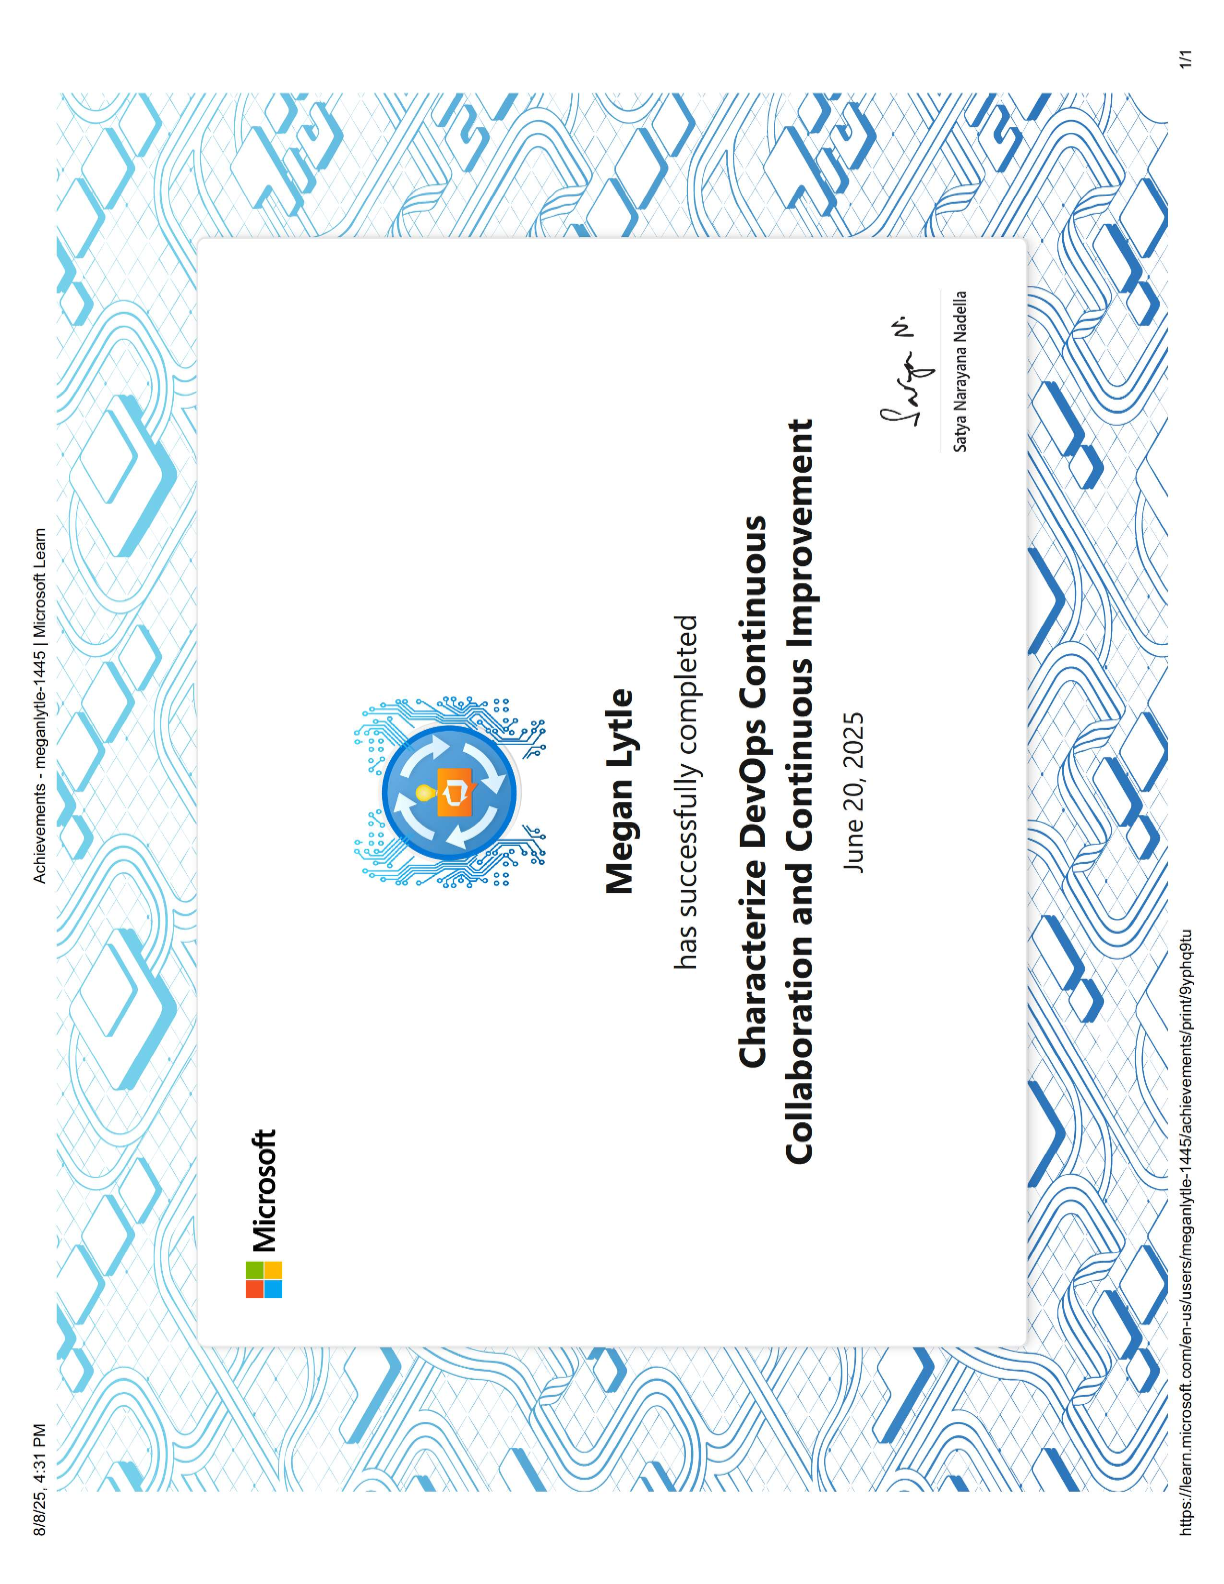 8/8/25, 4:31 PM
Achievements - meganlytle-1445 | Microsoft Learn
Microsoft
Megan Lytle
has successfully completed
Characterize DevOps Continuous
Collaboration and Continuous Improvement
June 20, 2025
Satya N.
Satya Narayana Nadella
https://learn.microsoft.com/en-us/users/meganlytle-1445/achievements/print/9yphq9tu
1/1